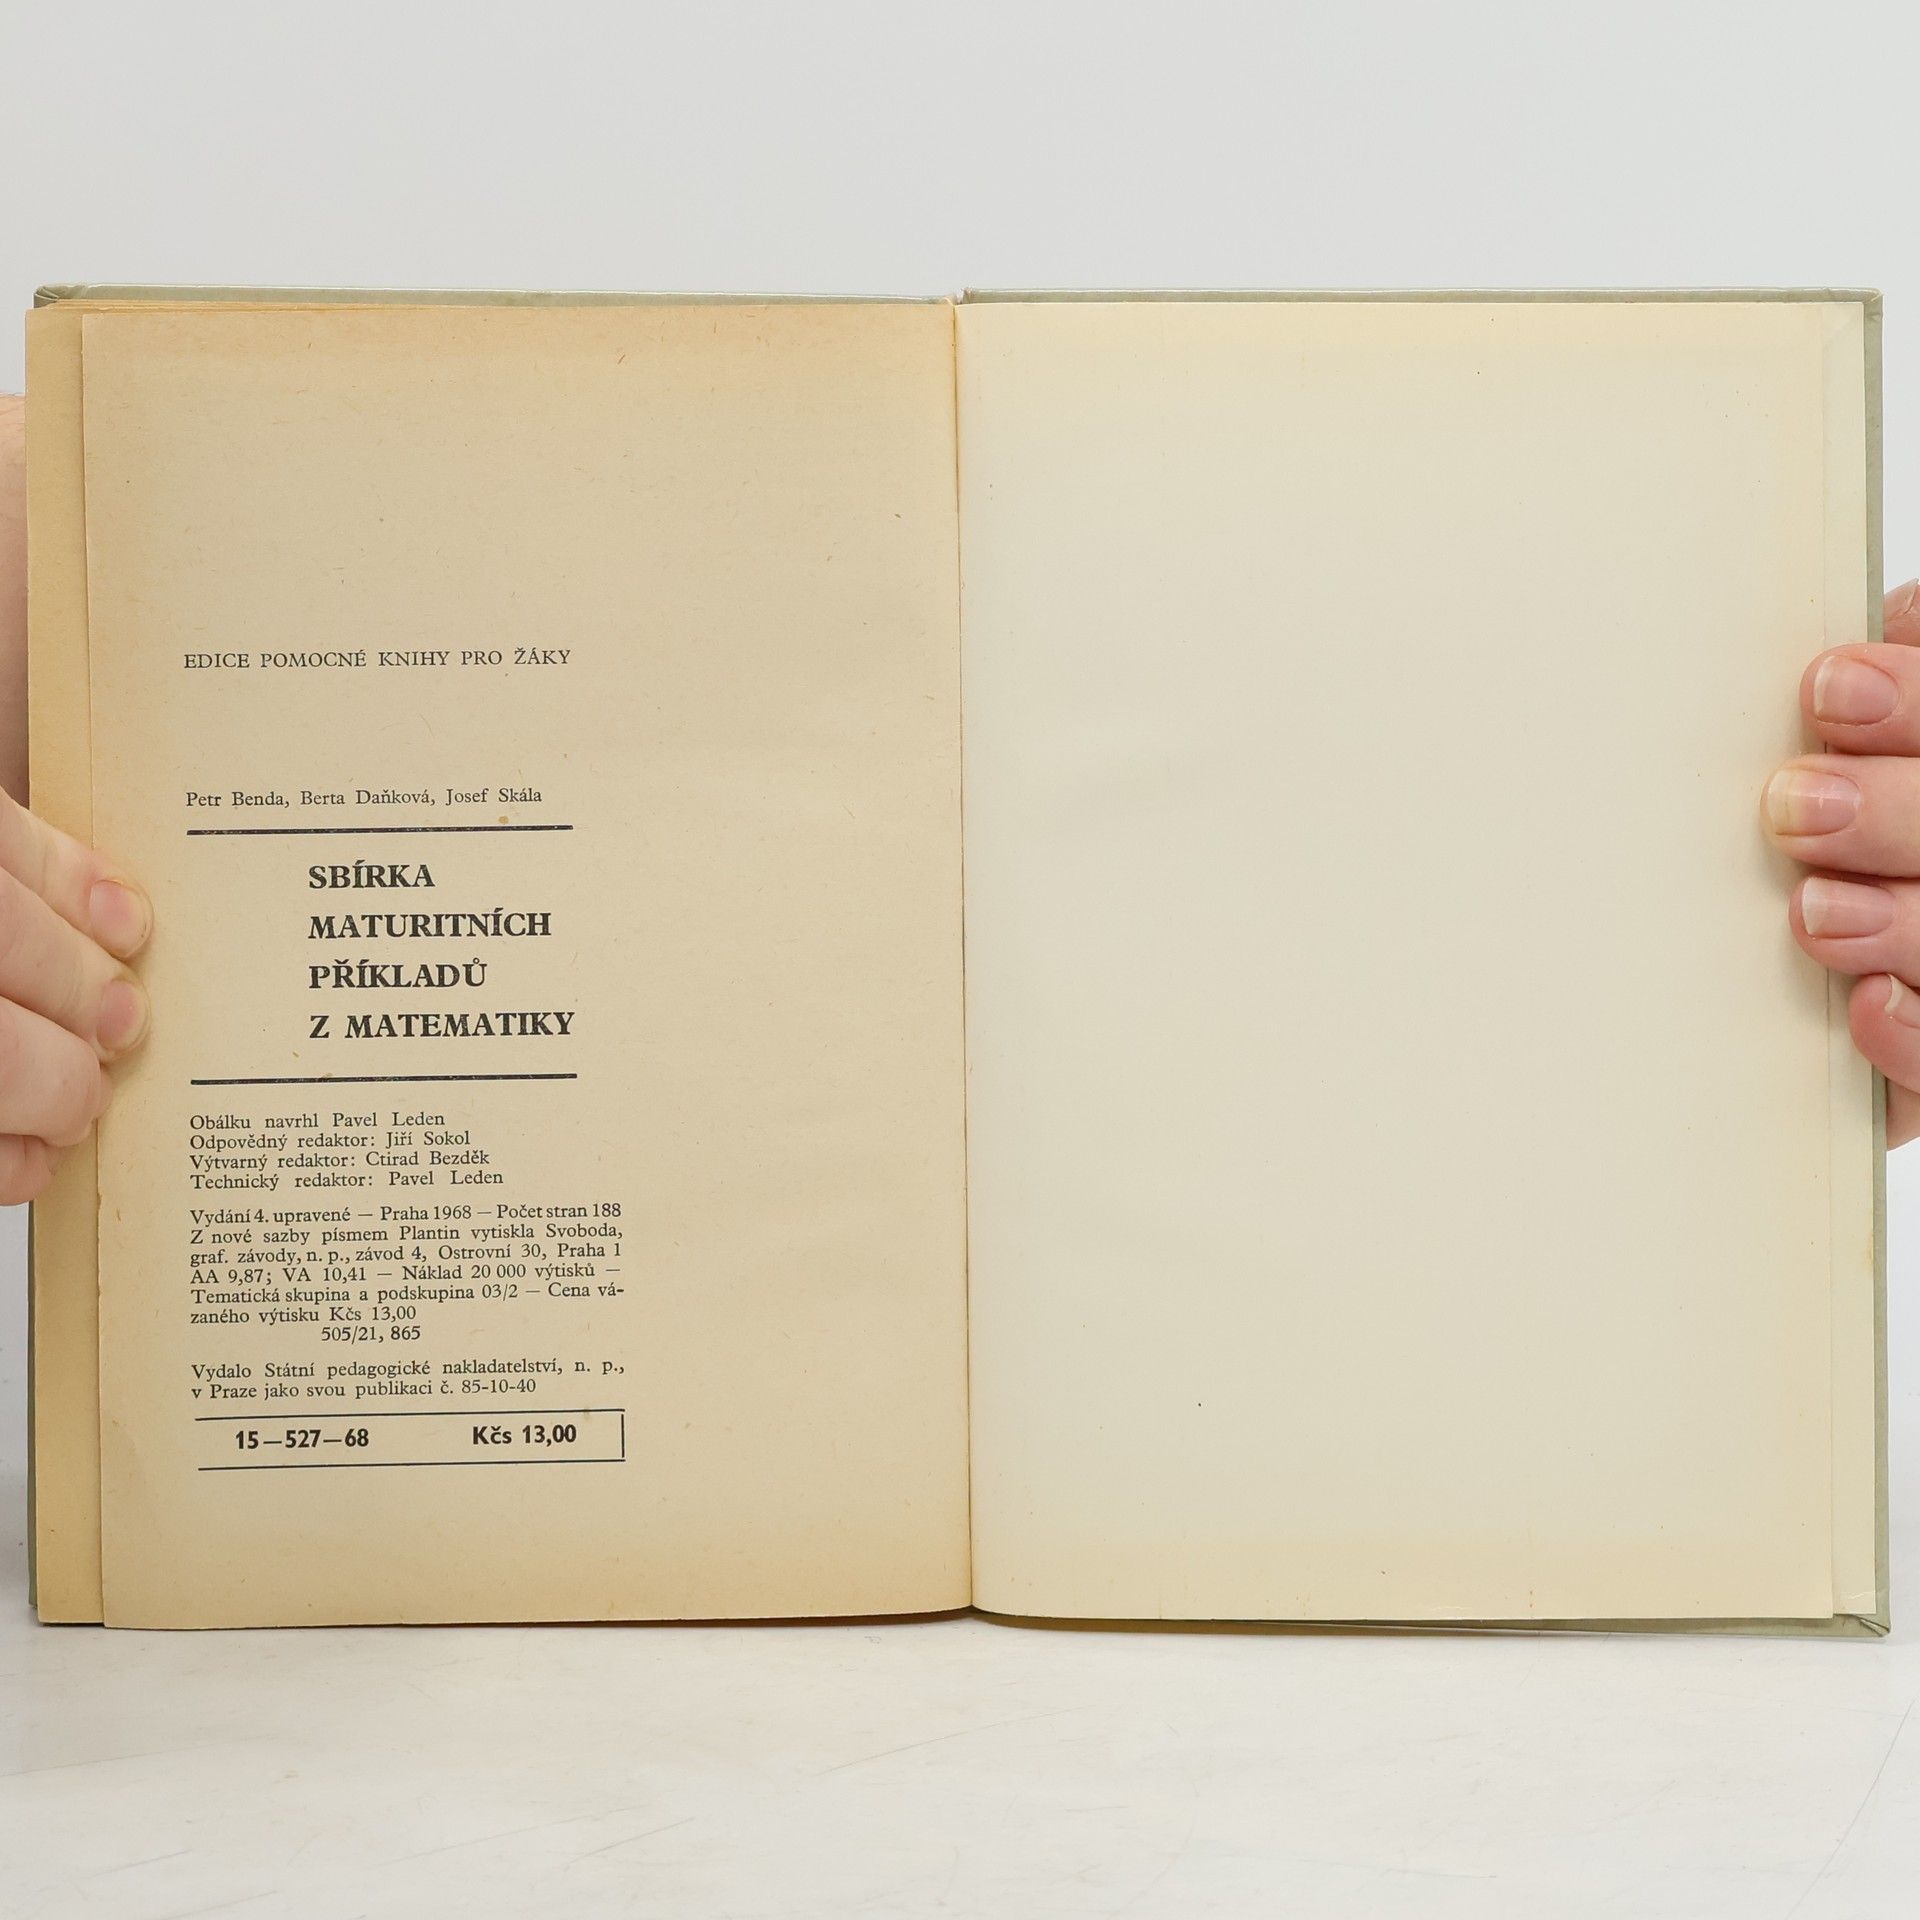 EDICE POMOCNÉ KNIHY PRO ŽÁKY
Petr Benda, Berta Daňková, Josef Skála
SBÍRKA
MATURITNÍCH
PŘÍKLADŮ
Z MATEMATIKY
Obálku navrhl Pavel Leden
Odpovědný redaktor: Jiří Sokol
Výtvarný redaktor: Ctirad Bezděk
Technický redaktor: Pavel Leden
Vydání 4. upravené — Praha 1968 — Počet stran 188
Z nové sazby písmem Plantin vytiskla Svoboda,
graf. závody, n. p., závod 4, Ostrovní 30, Praha 1
AA 9,87; VA 10,41 — Náklad 20 000 výtisků —
Tematická skupina a podskupina 03/2 — Cena vá-
zaného výtisku Kčs 13,00
505/21, 865
Vydalo Státní pedagogické nakladatelství, n. p.,
v Praze jako svou publikaci č. 85-10-40
15—527—68 Kčs 13,00